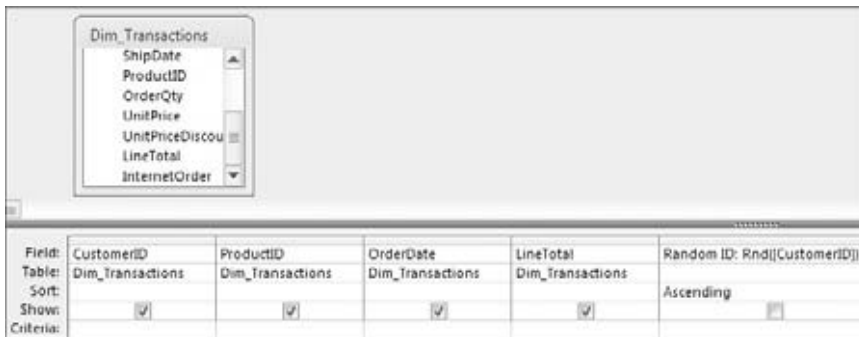 Dim_Transactions
ShipDate
ProductID
OrderQty
UnitPrice
UnitPriceDiscou
LineTotal
InternetOrder
Field: CustomerID ProductID OrderDate LineTotal Random ID: Rnd([CustomerID])
Table: Dim_Transactions Dim_Transactions Dim_Transactions Dim_Transactions
Sort: Ascending
Show:
Criteria: